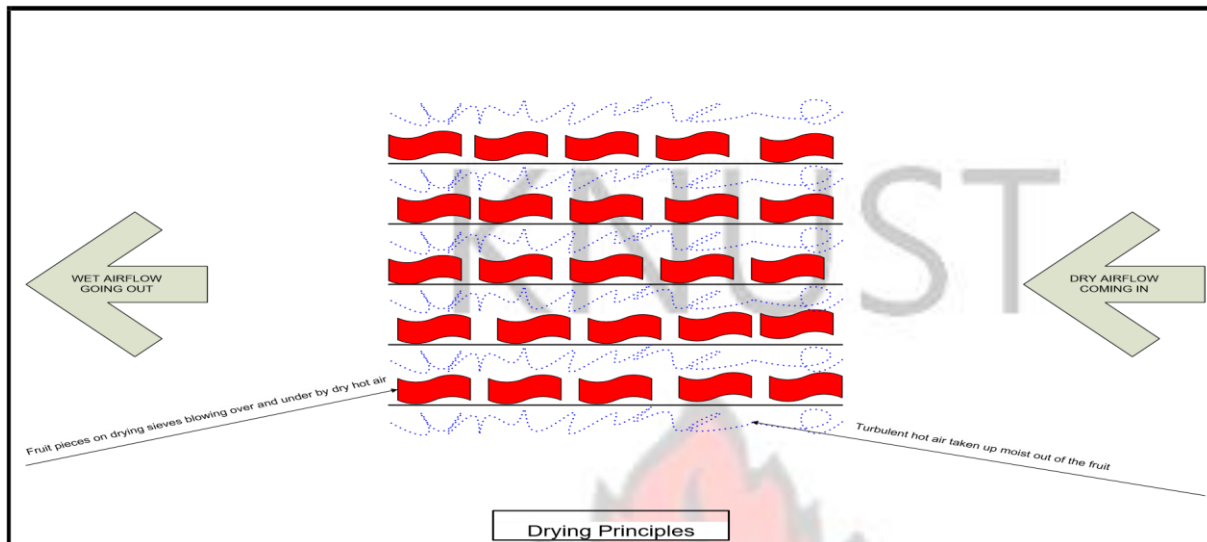 KNUST
WET AIRFLOW
GOING OUT
DRY AIRFLOW
COMING IN
Fruit pieces on drying sieves blowing over and under by dry hot air
Turbulent hot air taken up moist out of the fruit
Drying Principles